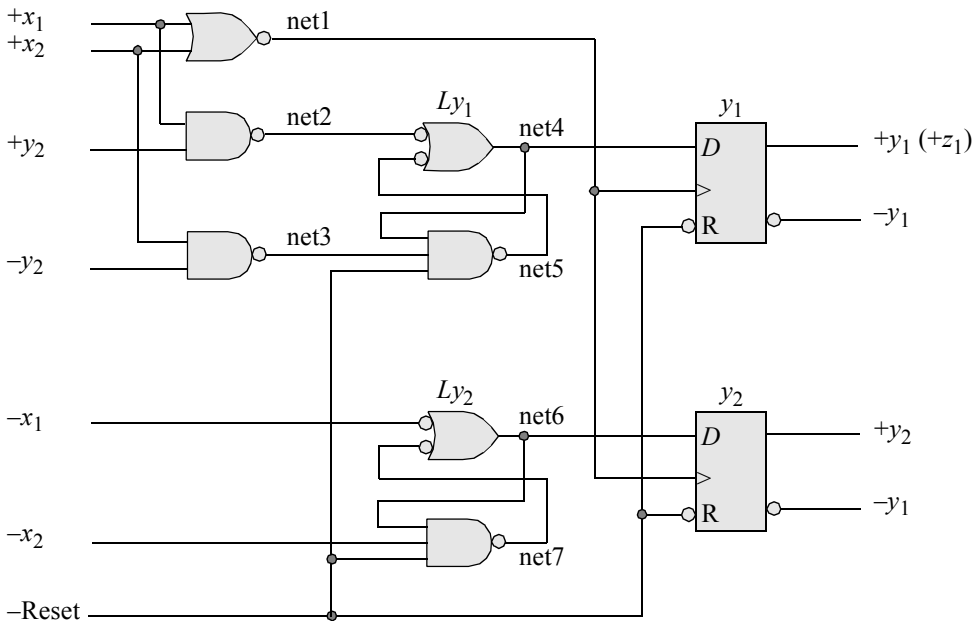 +x1
+x2
net1
+y2
net2
Ly1
net4
y1
D
R
+y1 (+z1)
–y1
–y2
net3
net5
–x1
Ly2
net6
y2
D
R
+y2
–y1
–x2
net7
–Reset